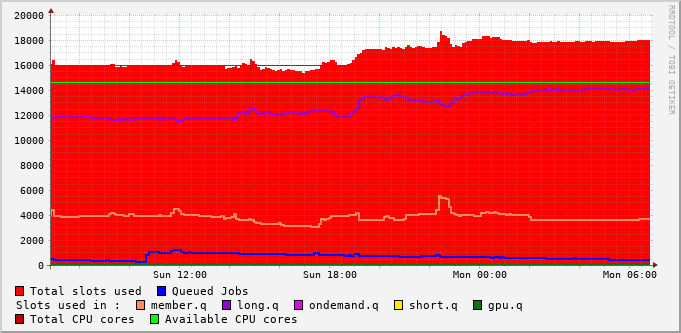 20000
18000
16000
14000
12000
10000
8000
6000
4000
2000
0
Sun 12:00 Sun 18:00 Mon 00:00 Mon 06:00
Total slots used Queued Jobs
Slots used in : member.q long.q ondemand.q short.q gpu.q
Total CPU cores Available CPU cores
RRDTOOL / TOBI OETIKER